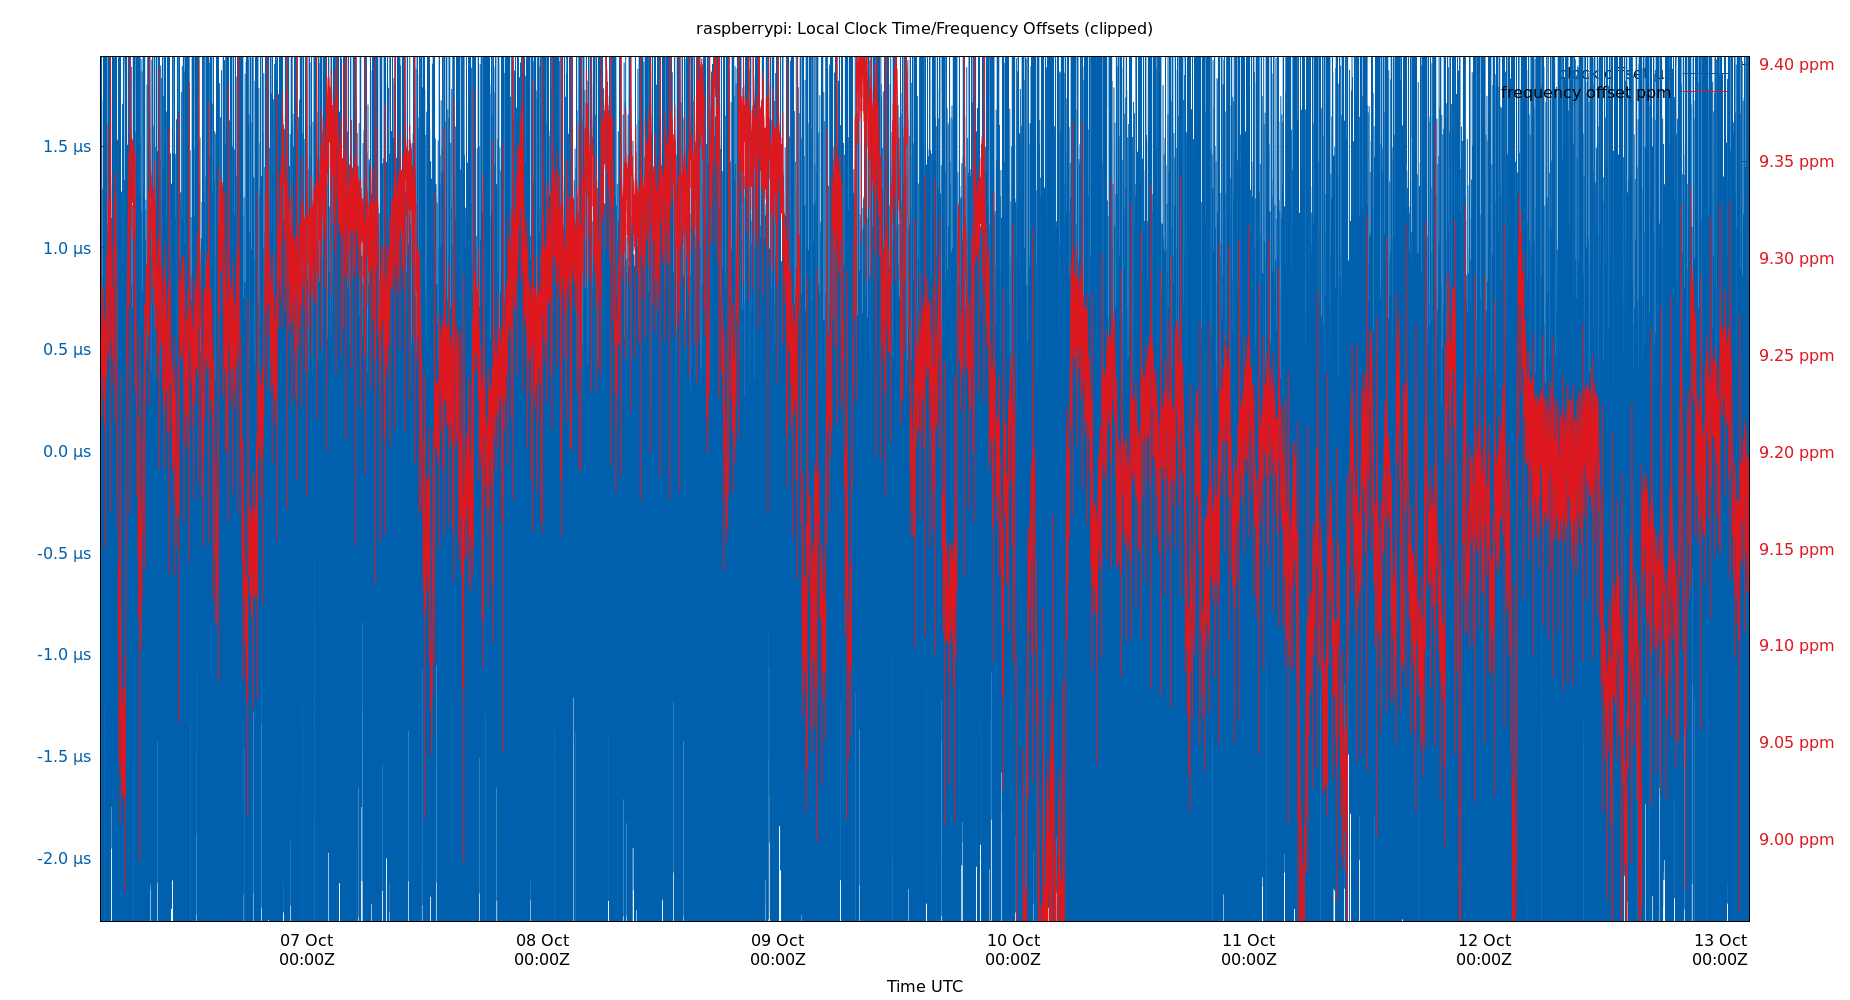 raspberrypi: Local Clock Time/Frequency Offsets (clipped)
9.40 ppm
clock offset
frequency offset ppm
1.5 µs
9.35 ppm
1.0 µs
9.30 ppm
0.5 µs
9.25 ppm
0.0 µs
9.20 ppm
-0.5 µs
9.15 ppm
-1.0 µs
9.10 ppm
-1.5 µs
9.05 ppm
-2.0 µs
9.00 ppm
07 Oct 08 Oct 09 Oct 10 Oct 11 Oct 12 Oct 13 Oct
00:00Z 00:00Z 00:00Z 00:00Z 00:00Z 00:00Z 00:00Z
Time UTC